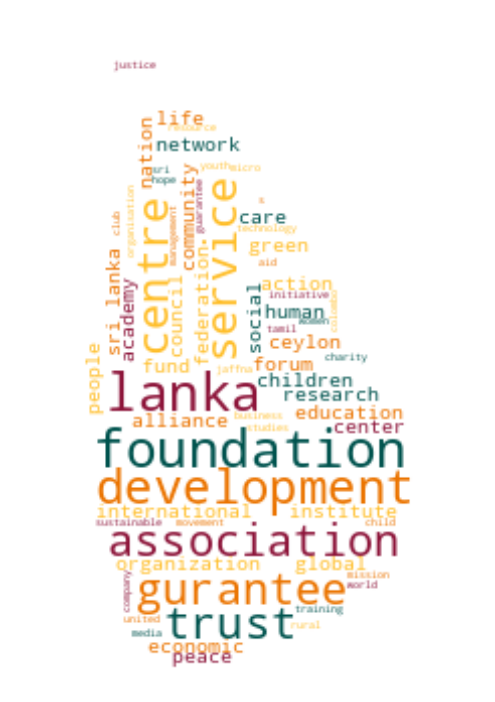 justice
life
resource
nation
network
sri
hope
youth
micro
community
guarantee
organisation
centre
service
s
care
club
management
technology
green
federation
aid
sri lanka
academy
council
action
initiative
social
human
women
colombo
tamil
ceylon
people
charity
fund
forum
jaffna
lanka
children
research
business
education
alliance
studies
center
foundation
development
international
institute
sustainable
movement
child
association
organization
global
company
mission
gurantee
world
training
united
trust
rural
media
economic
peace